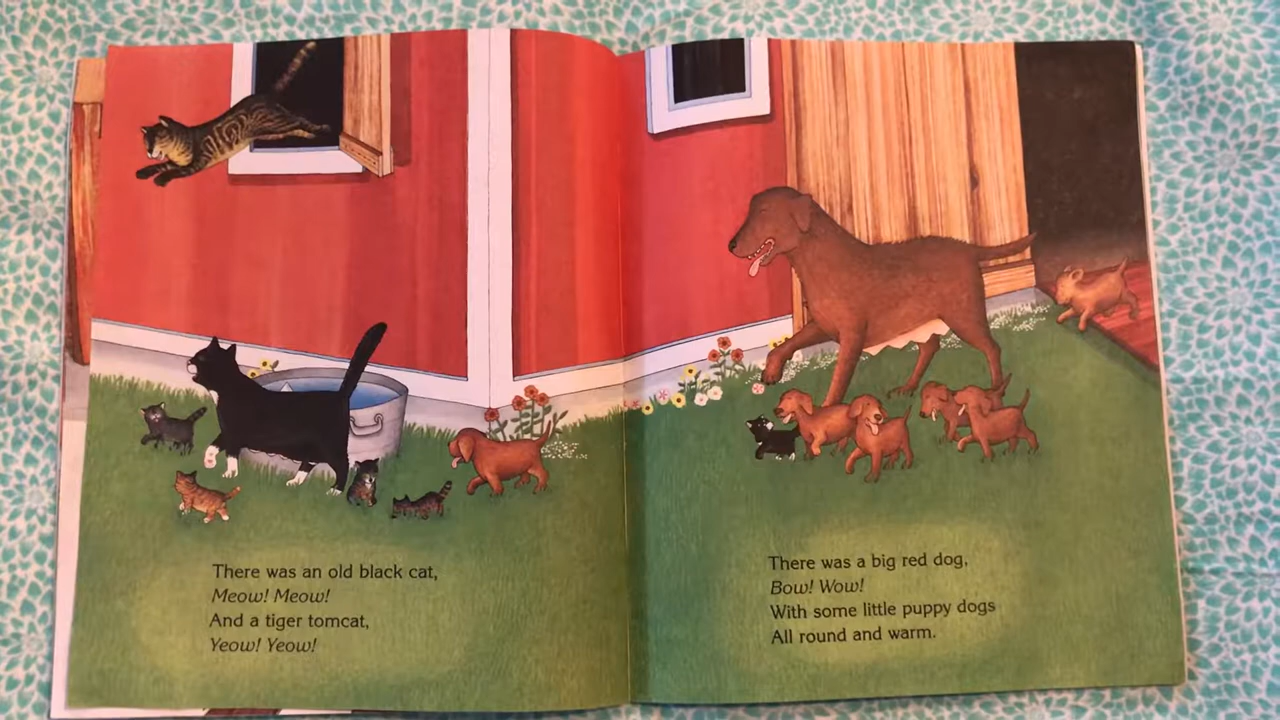 There was an old black cat,
Meow! Meow!
And a tiger tomcat,
Yeow! Yeow!
There was a big red dog,
Bow! Wow!
With some little puppy dogs
All round and warm.